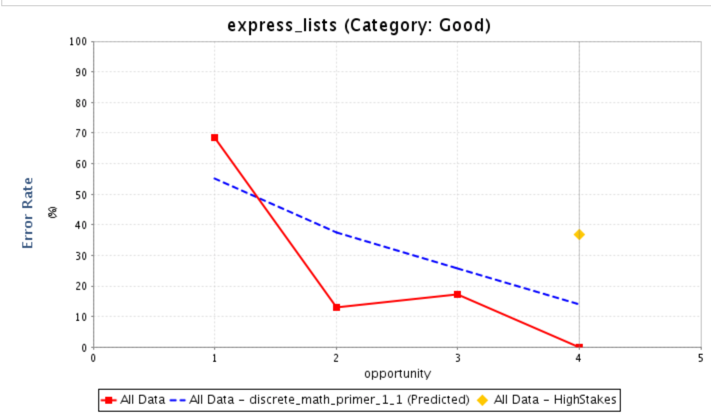 express_lists (Category: Good)
100
90
80
70
60
50
40
30
20
10
0
Error Rate
(%)
0 1 2 3 4 5
opportunity
All Data All Data - discrete_math_primer_1_1 (Predicted) All Data - HighStakes